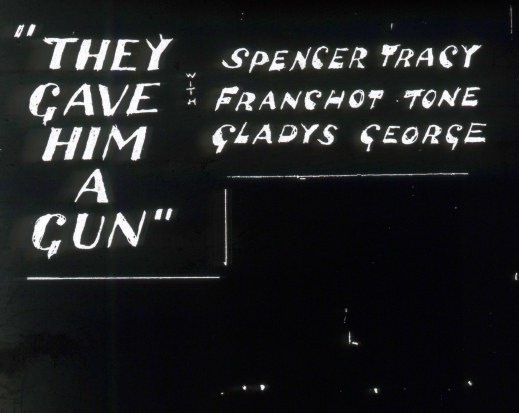 "THEY
GAVE
HIM
A
GUN"
WITH
SPENCER TRACY
FRANCHOT TONE
GLADYS GEORGE